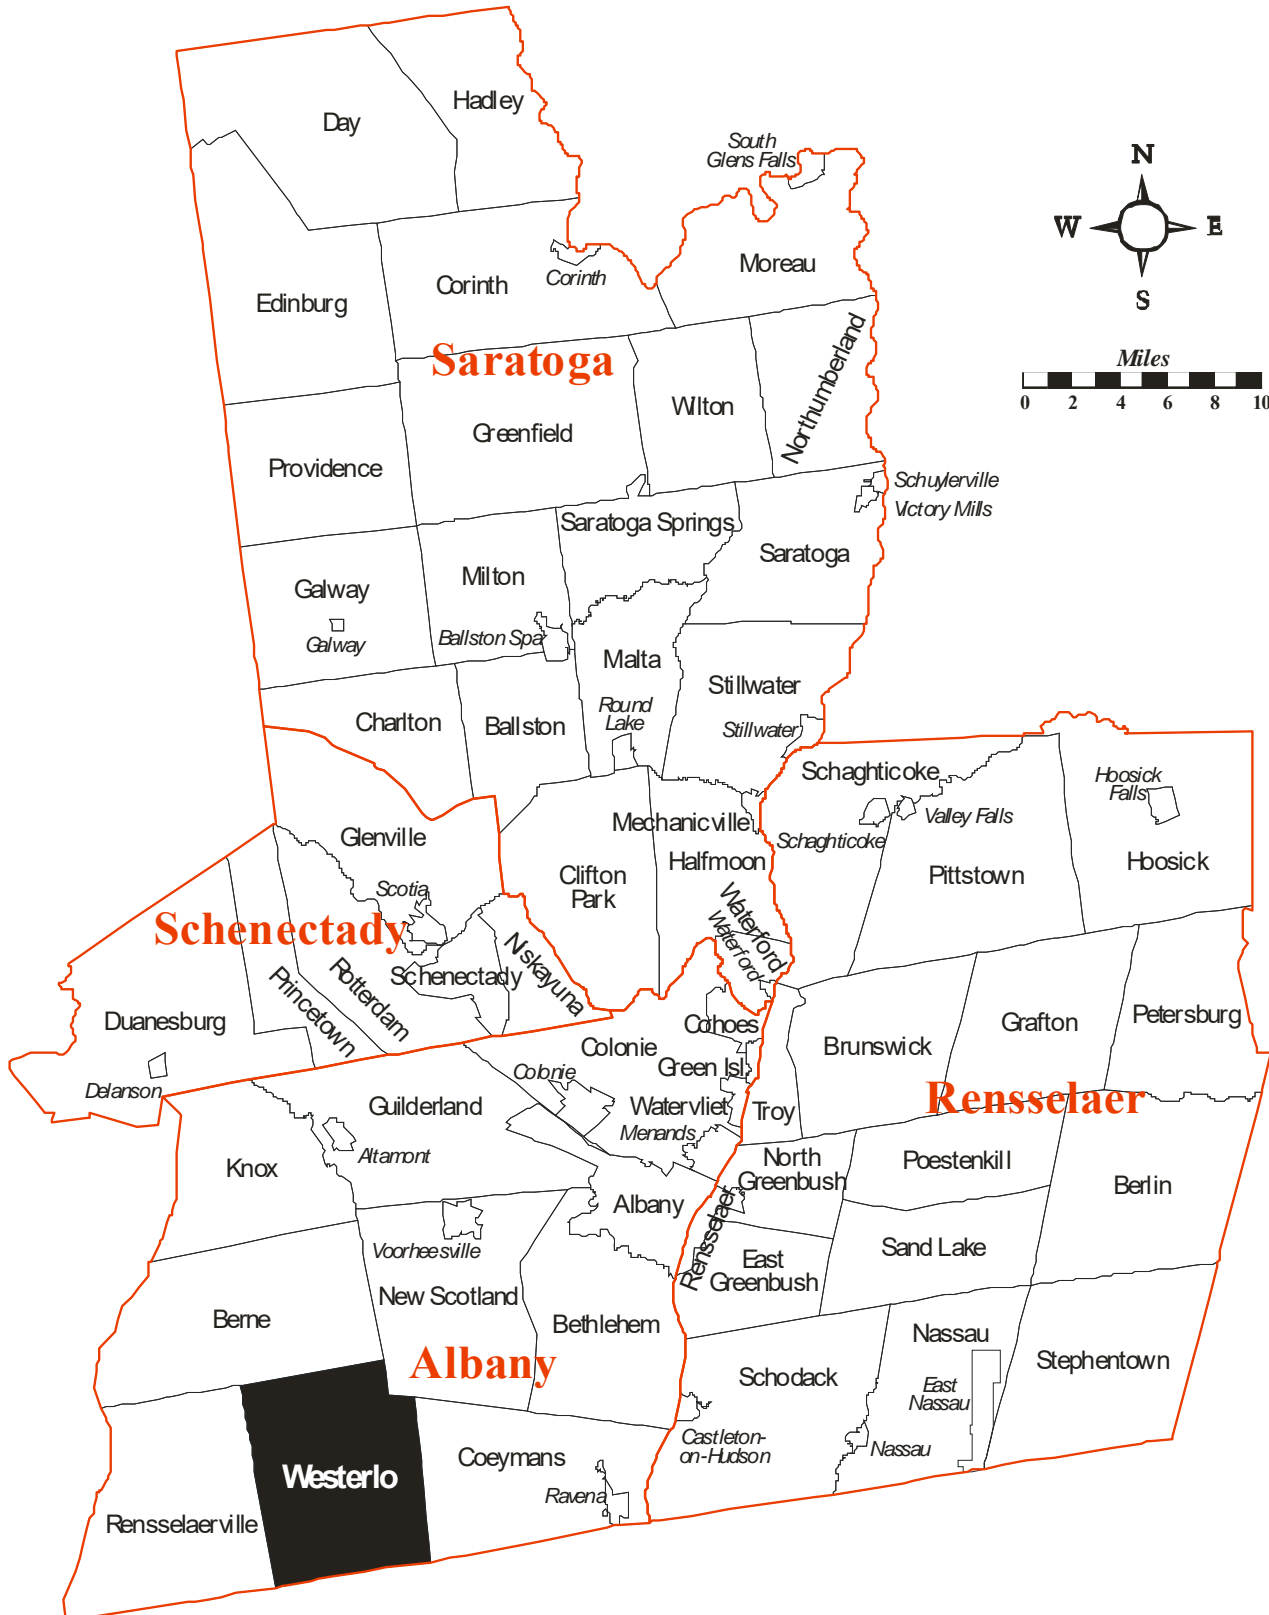 Day
Hadley
South
Glens Falls
N
W
E
S
Moreau
Corinth
Corinth
Edinburg
Saratoga
Northumberland
Miles
0 2 4 6 8 10
Wilton
Greenfield
Providence
Schuylerville
Victory Mills
Saratoga Springs
Saratoga
Milton
Galway
Galway
Ballston Spa
Malta
Stillwater
Round
Lake
Charlton
Ballston
Stillwater
Schaghticoke
Hoosick
Falls
Mechanicville
Schaghticoke
Valley Falls
Glenville
Halfmoon
Hoosick
Clifton
Park
Pittstown
Scotia
Waterford
Waterford
Schenectady
Niskayuna
Schenectady
Rotterdam
Princetown
Duanesburg
Cohoes
Grafton
Petersburg
Colonie
Brunswick
Green Isl.
Colonie
Delanson
Rensselaer
Guilderland
Watervliet
Troy
Menands
Altamont
Knox
North
Greenbush
Poestenkill
Berlin
Albany
Rensselaer
Voorheesville
Sand Lake
East
Greenbush
New Scotland
Berne
Bethlehem
Nassau
Albany
Stephentown
Schodack
East
Nassau
Castleton-
on-Hudson
Nassau
Coeymans
Westerlo
Ravena
Rensselaerville